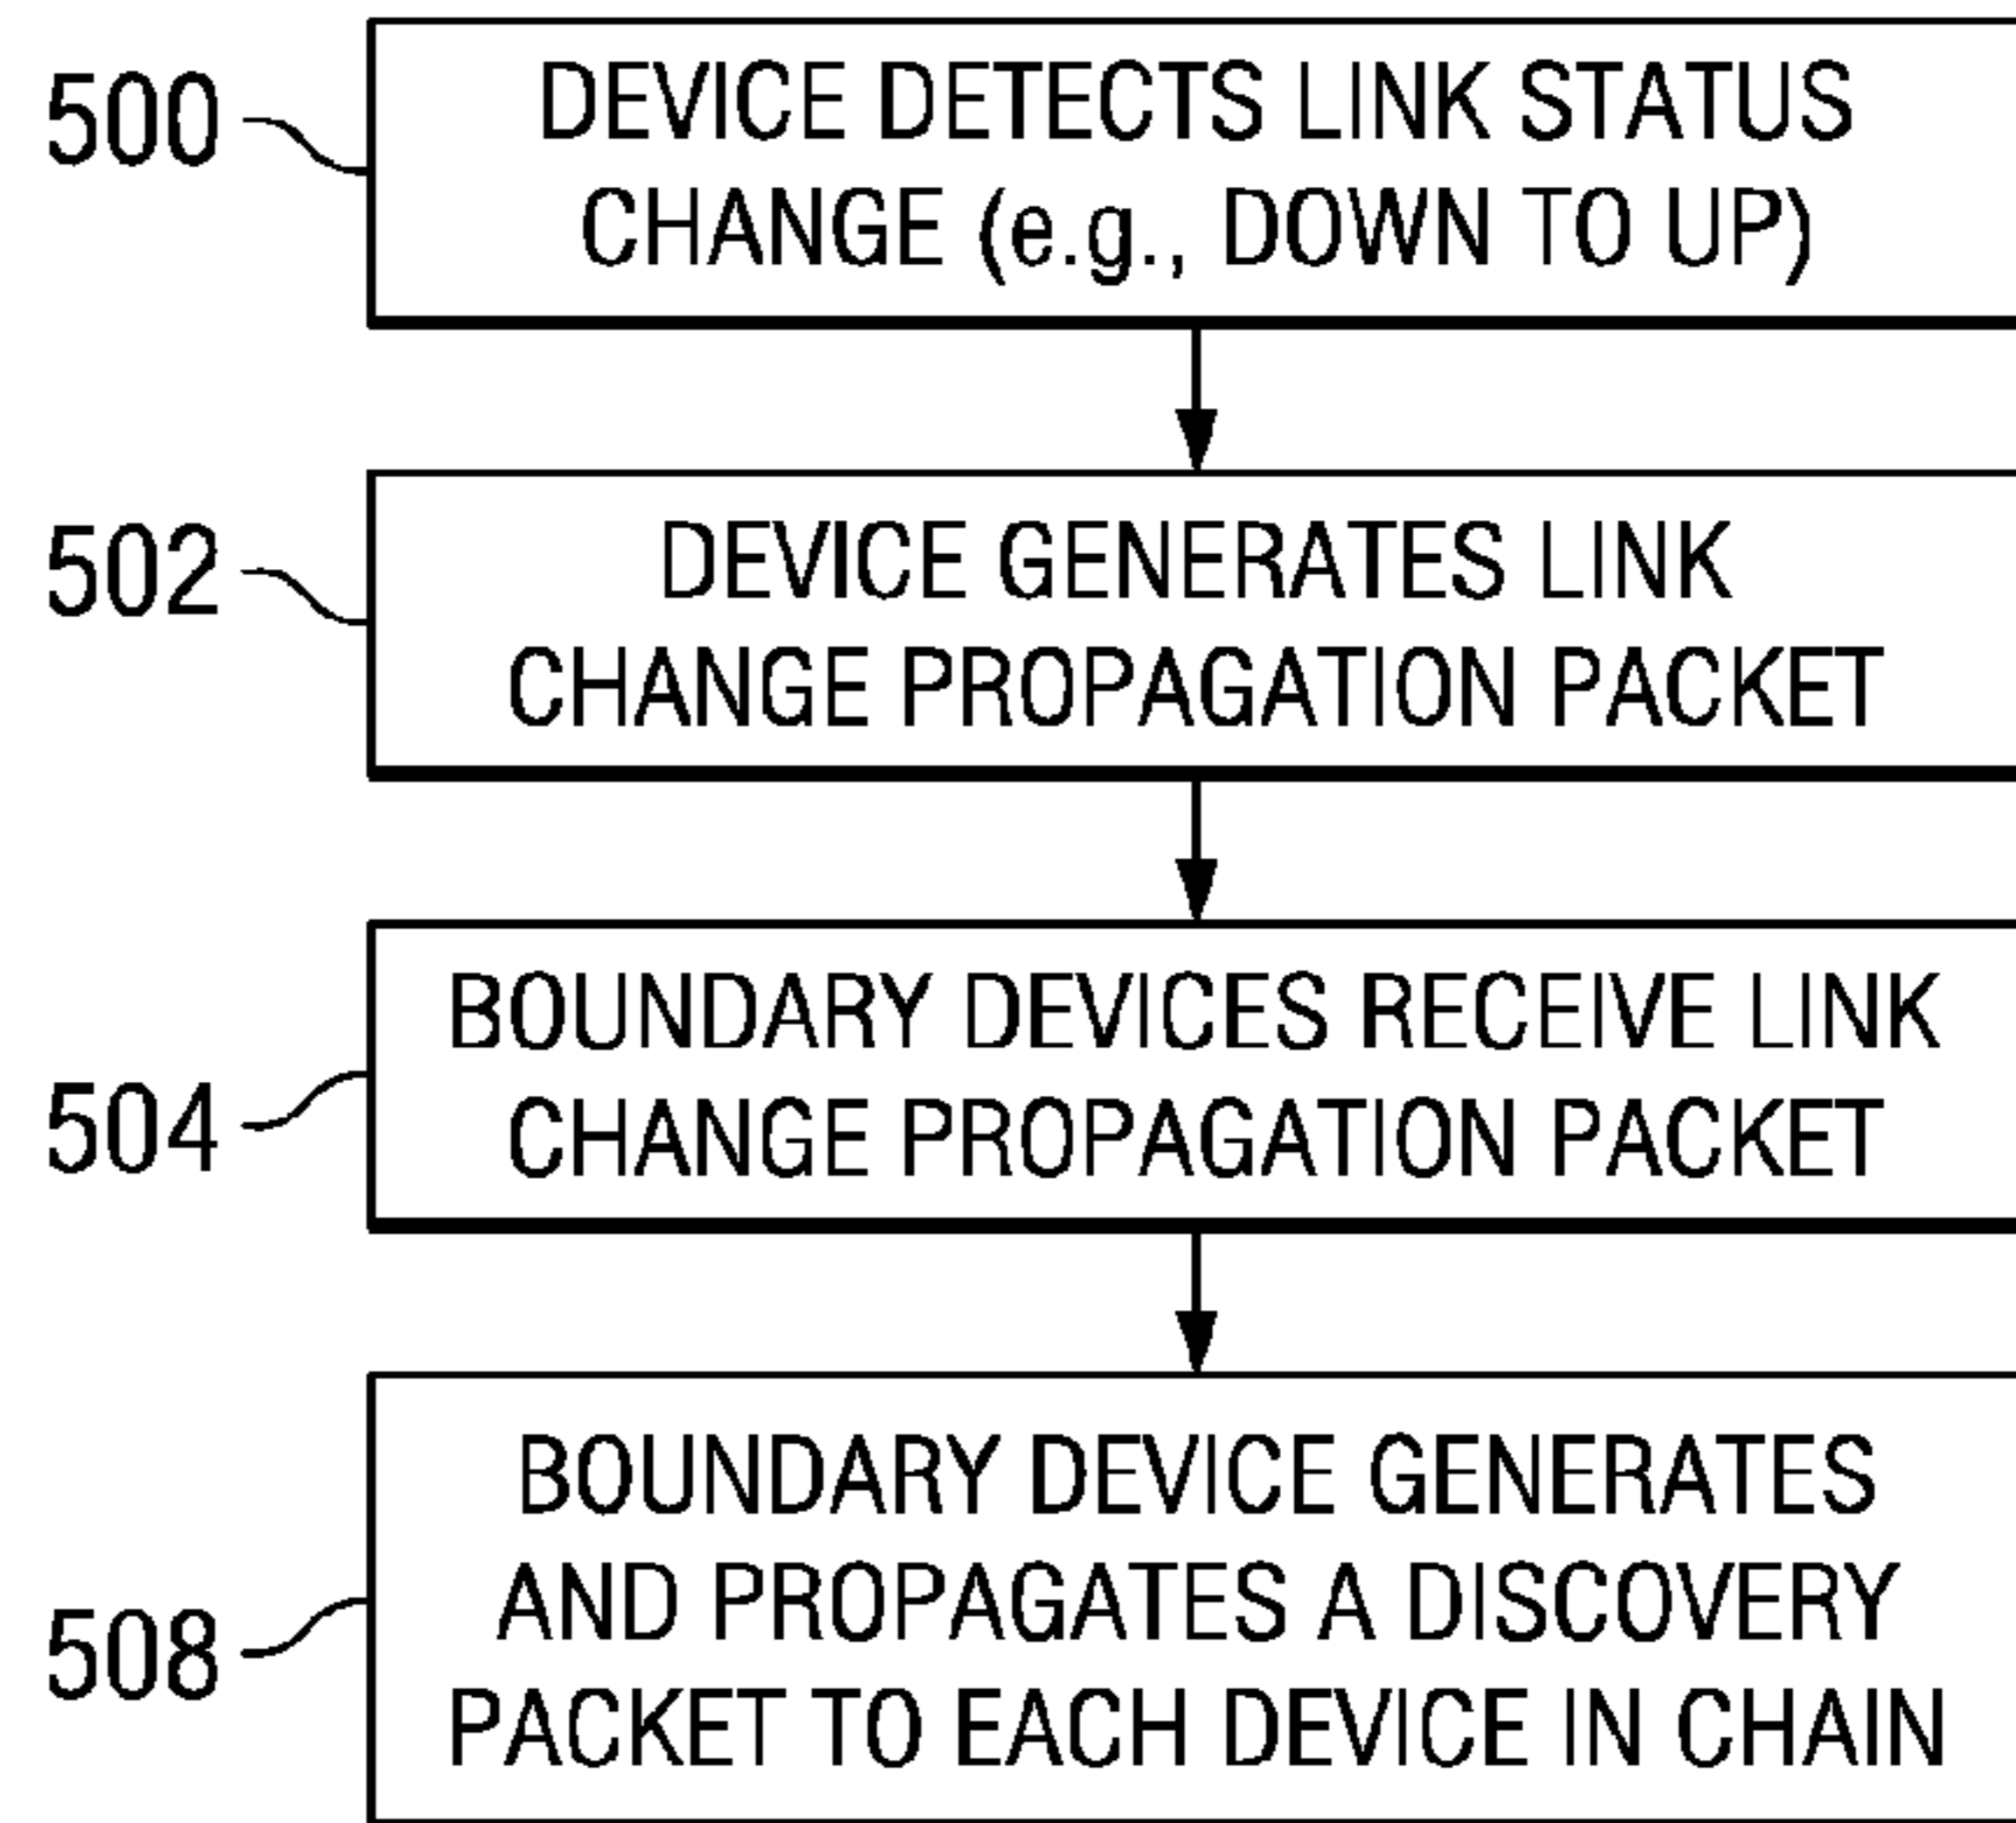 500
DEVICE DETECTS LINK STATUS
CHANGE (e.g., DOWN TO UP)
502
DEVICE GENERATES LINK
CHANGE PROPAGATION PACKET
504
BOUNDARY DEVICES RECEIVE LINK
CHANGE PROPAGATION PACKET
508
BOUNDARY DEVICE GENERATES
AND PROPAGATES A DISCOVERY
PACKET TO EACH DEVICE IN CHAIN